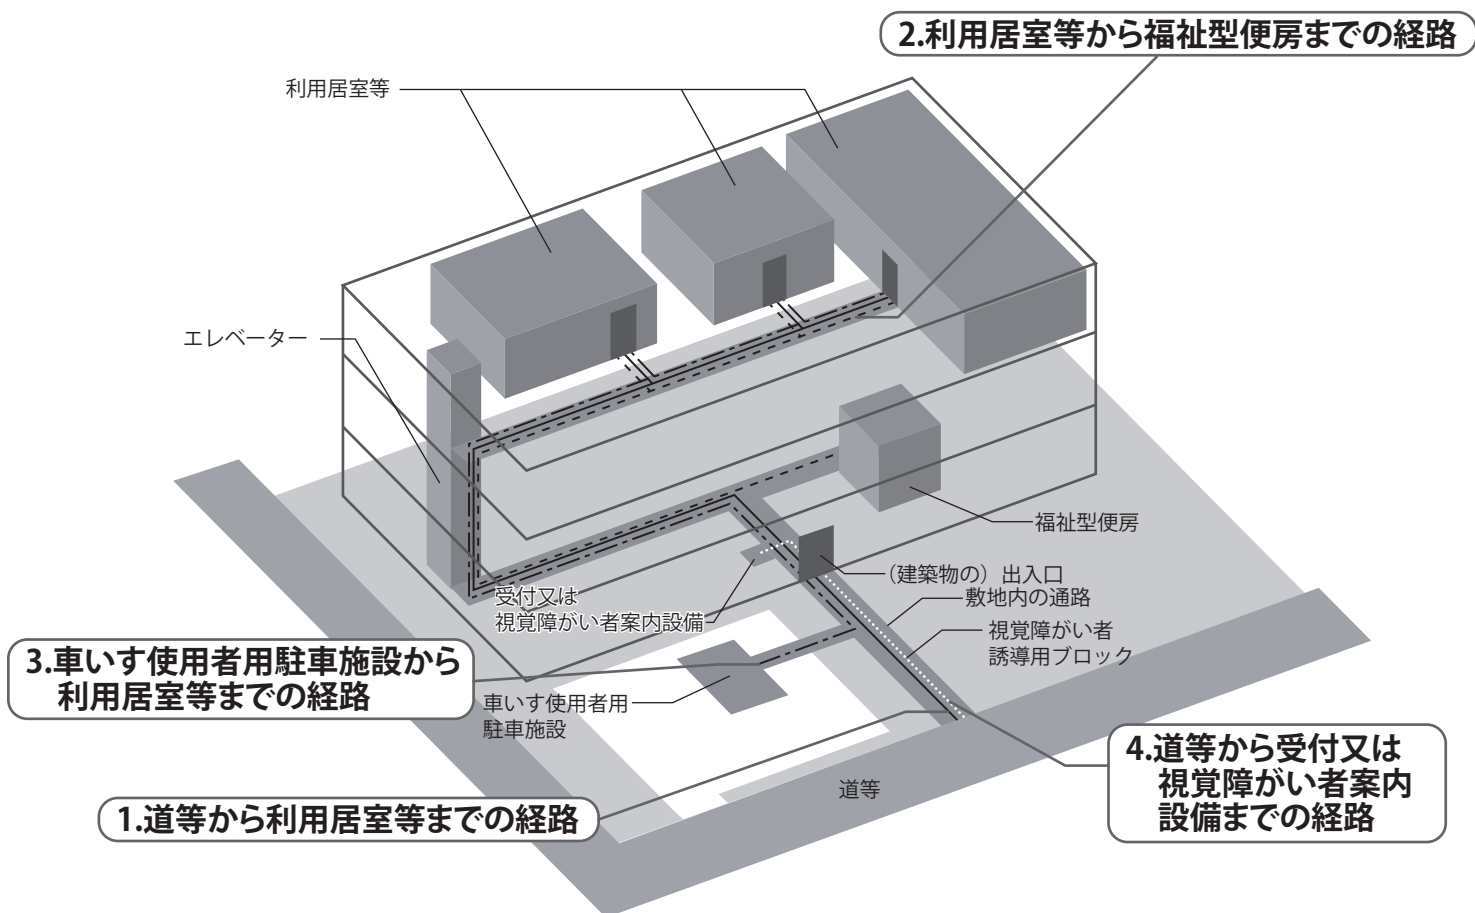 2.利用居室等から福祉型便房までの経路
利用居室等
エレベーター
福祉型便房
(建築物の)出入口
敷地内の通路
受付又は
視覚障がい者案内設備
視覚障がい者
誘導用ブロック
3.車いす使用者用駐車施設から
利用居室等までの経路
車いす使用者用
駐車施設
4.道等から受付又は
視覚障がい者案内
設備までの経路
道等
1.道等から利用居室等までの経路